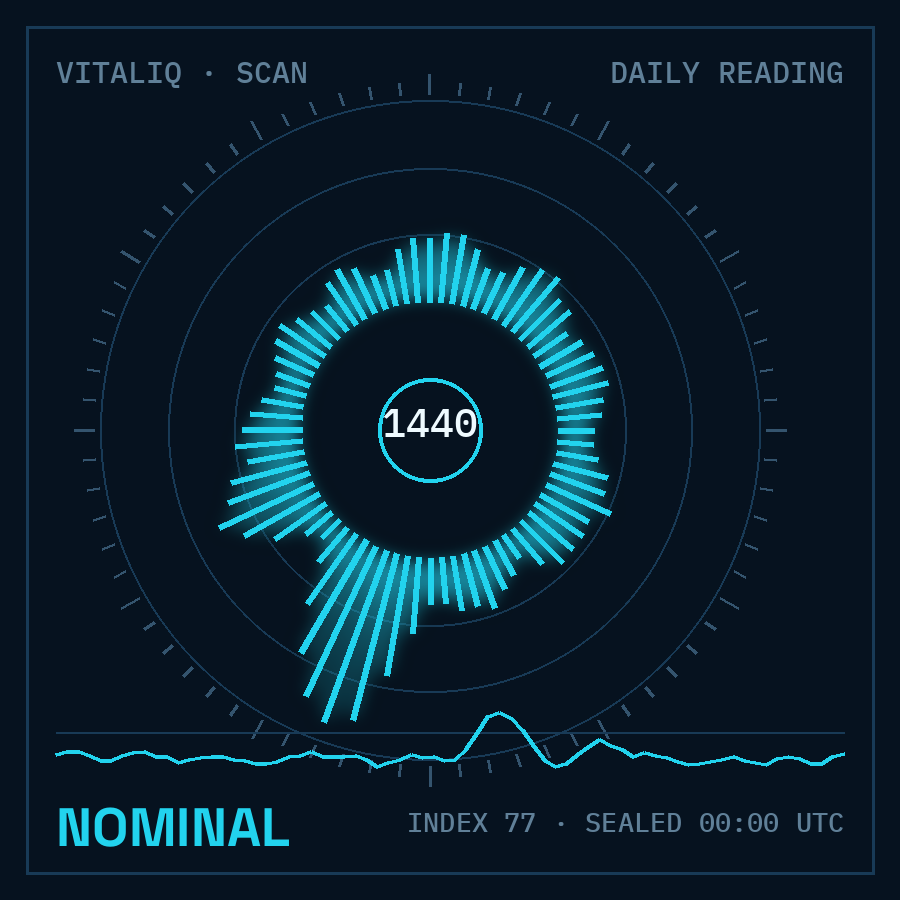 VITALIQ · SCAN
DAILY READING
1440
NOMINAL
INDEX 77 · SEALED 00:00 UTC